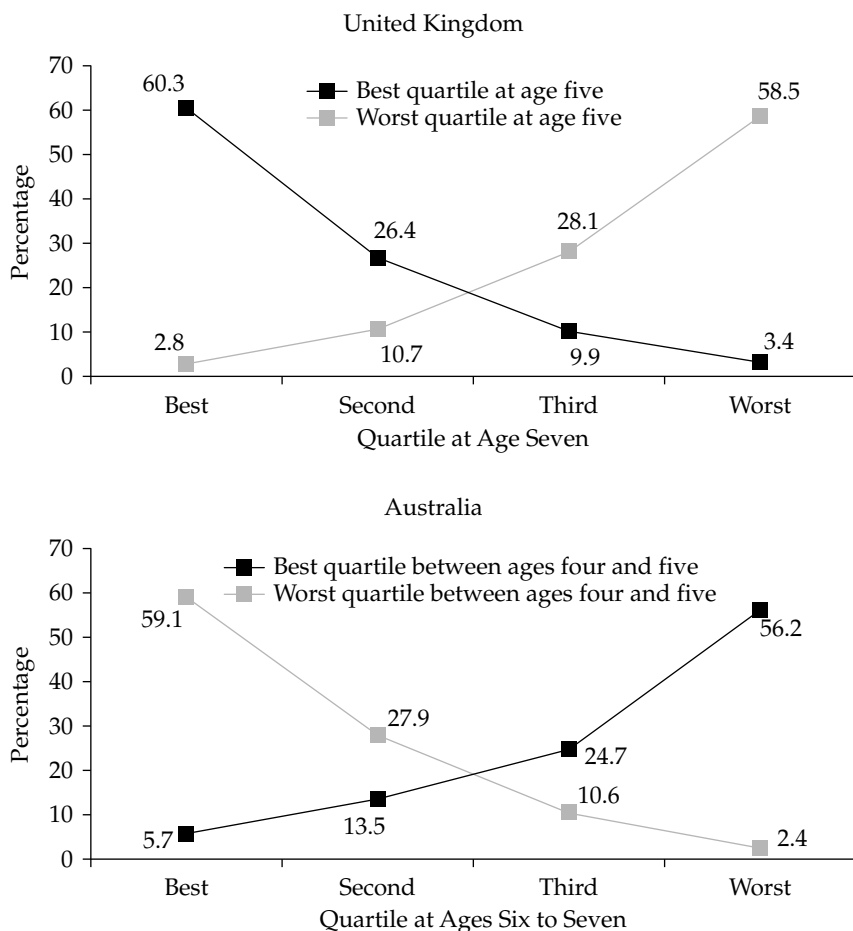 United Kingdom
70
60
50
40
30
20
10
0
Percentage
Best quartile at age five
Worst quartile at age five
60.3
26.4
9.9
3.4
2.8
10.7
28.1
58.5
Best Second Third Worst
Quartile at Age Seven
Australia
70
60
50
40
30
20
10
0
Percentage
Best quartile between ages four and five
Worst quartile between ages four and five
59.1
27.9
10.6
2.4
5.7
13.5
24.7
56.2
Best Second Third Worst
Quartile at Ages Six to Seven